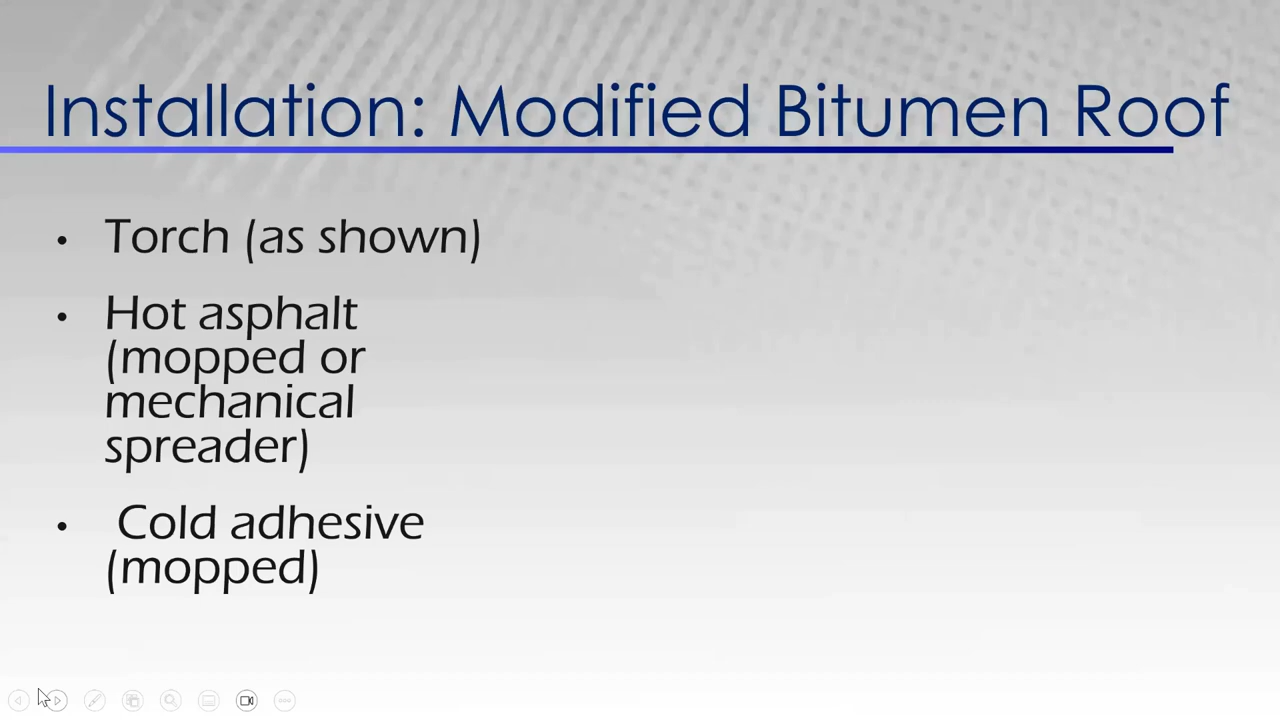 Installation: Modified Bitumen Roof
• Torch (as shown)
• Hot asphalt
(mopped or
mechanical
spreader)
• Cold adhesive
(mopped)